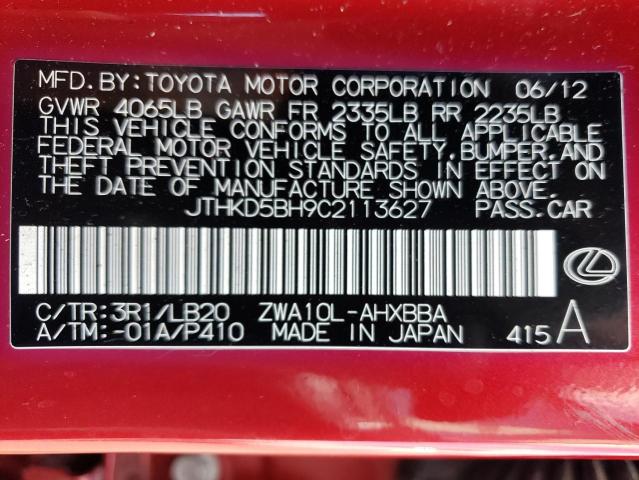 MFD. BY: TOYOTA MOTOR CORPORATION 06/12
GVWR 4065LB GAWR FR 2335LB RR 2235LB
THIS VEHICLE CONFORMS TO ALL APPLICABLE
FEDERAL MOTOR VEHICLE SAFETY, BUMPER, AND
THEFT PREVENTION STANDARDS IN EFFECT ON
THE DATE OF MANUFACTURE SHOWN ABOVE.
JTHKD5BH9C2113627 PASS. CAR
C/TR: 3R1/LB20 ZWA10L-AHXBBA
A/TM: -01A/P410 MADE IN JAPAN 415 A